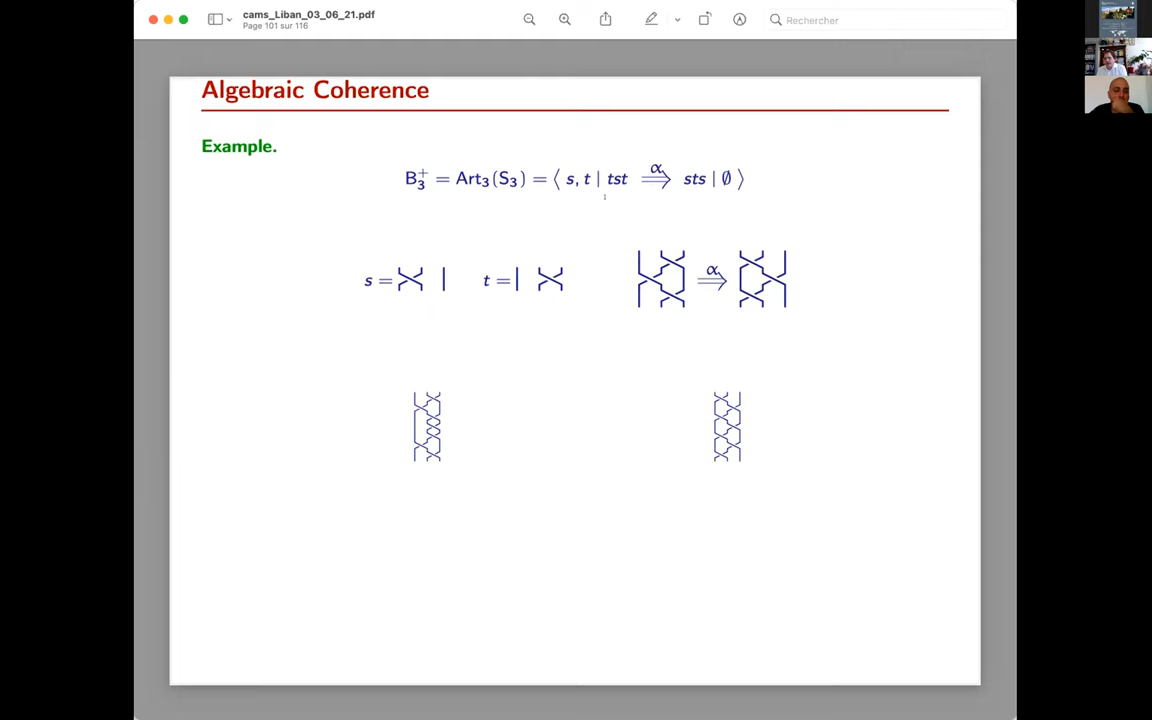 cams_Liban_03_06_21.pdf
Page 101 sur 116
Rechercher
Algebraic Coherence
Example.
B₃⁺ = Art₃(S₃) = ⟨ s, t | tst ⟹^α sts | ∅ ⟩
s = t = α ⟹